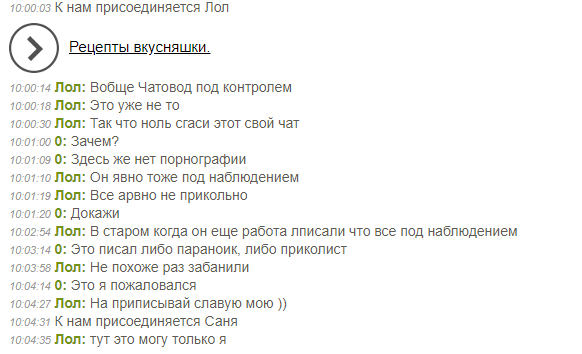 10:00:03 К нам присоединяется Лол
Рецепты вкусняшки.
10:00:14 Лол: Вобще Чатовод под контролем
10:00:18 Лол: Это уже не то
10:00:30 Лол: Так что ноль сгаси этот свой чат
10:01:00 0: Зачем?
10:01:09 0: Здесь же нет порнографии
10:01:10 Лол: Он явно тоже под наблюдением
10:01:19 Лол: Все арвно не прикольно
10:01:20 0: Докажи
10:02:54 Лол: В старом когда он еще работа лписали что все под наблюдением
10:03:14 0: Это писал либо параноик, либо приколист
10:03:58 Лол: Не похоже раз забанили
10:04:14 0: Это я пожаловался
10:04:27 Лол: На приписывай славую мою ))
10:04:31 К нам присоединяется Саня
10:04:35 Лол: тут это могу только я